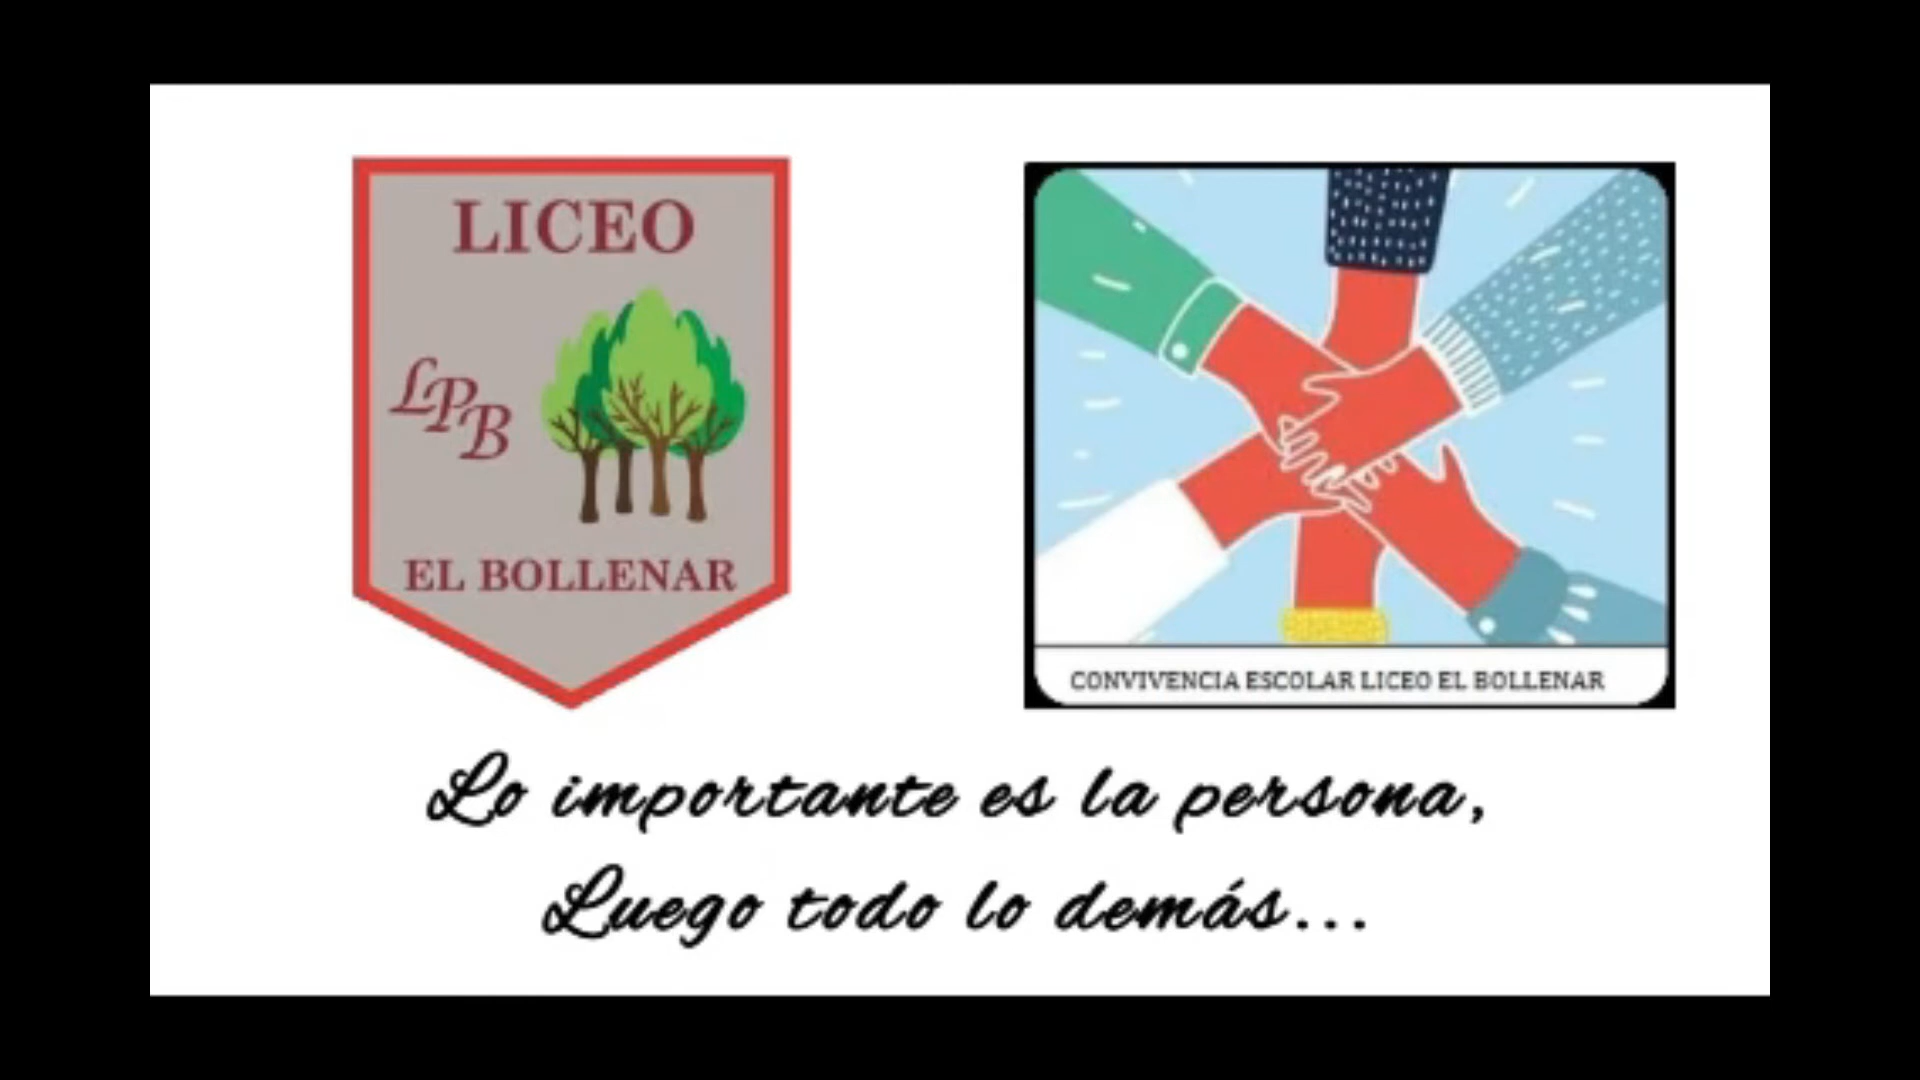 LICEO
LPB
EL BOLLENAR
CONVIVENCIA ESCOLAR LICEO EL BOLLENAR
Lo importante es la persona,
Luego todo lo demás...